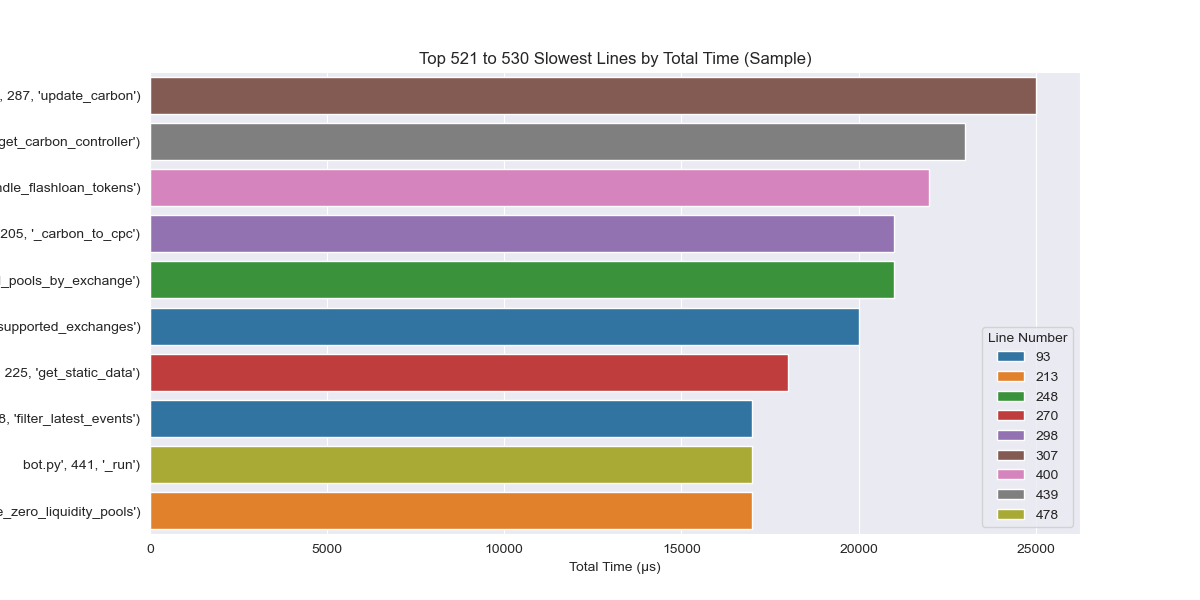 Top 521 to 530 Slowest Lines by Total Time (Sample)
, 287, 'update_carbon')
get_carbon_controller')
ndle_flashloan_tokens')
205, '_carbon_to_cpc')
l_pools_by_exchange')
supported_exchanges')
225, 'get_static_data')
8, 'filter_latest_events')
bot.py', 441, '_run')
e_zero_liquidity_pools')
0 5000 10000 15000 20000 25000
Total Time (µs)
Line Number
93
213
248
270
298
307
400
439
478